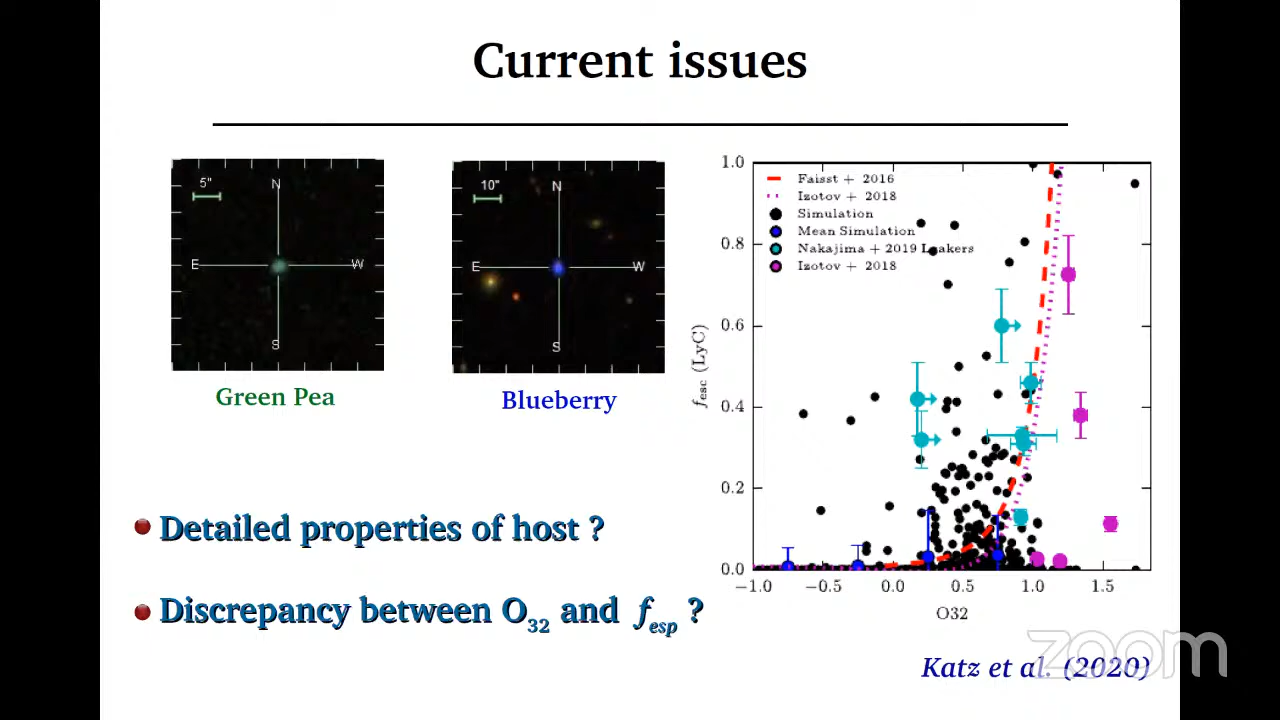 Current issues
5"
N
E
W
S
Green Pea
10"
N
E
W
S
Blueberry
1.0
0.8
0.6
0.4
0.2
0.0
fesc (LyC)
Faisst + 2016
Izotov + 2018
Simulation
Mean Simulation
Nakajima + 2019 Leakers
Izotov + 2018
−1.0 −0.5 0.0 0.5 1.0 1.5
O32
Detailed properties of host ?
Discrepancy between O32 and fesp ?
Katz et al. (2020)
zoom